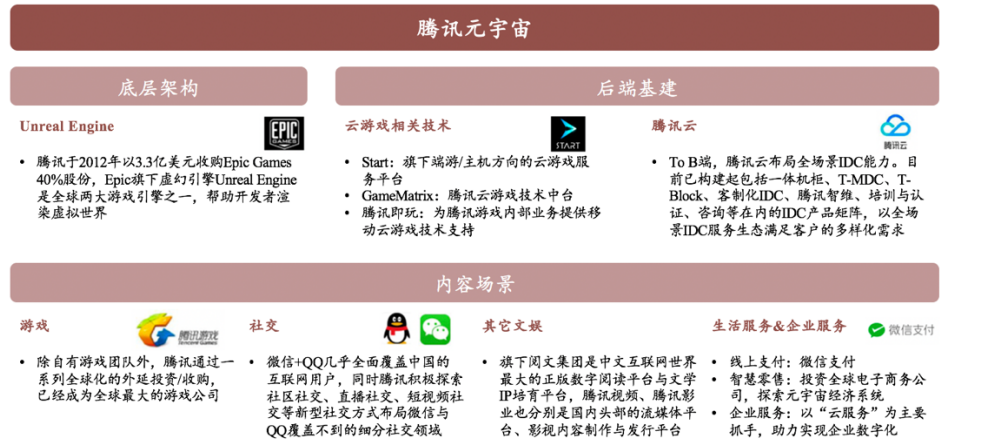 腾讯元宇宙
底层架构
Unreal Engine
EPIC
GAMES
• 腾讯于2012年以3.3亿美元收购Epic Games
40%股份，Epic旗下虚幻引擎Unreal Engine
是全球两大游戏引擎之一，帮助开发者渲
染虚拟世界
后端基建
云游戏相关技术
START
• Start：旗下端游/主机方向的云游戏服
务平台
• GameMatrix：腾讯云游戏技术中台
• 腾讯即玩：为腾讯游戏内部业务提供移
动云游戏技术支持
腾讯云
腾讯云
• To B端，腾讯云布局全场景IDC能力。目
前已构建起包括一体机柜、T-MDC、T-
Block、客制化IDC、腾讯智维、培训与认
证、咨询等在内的IDC产品矩阵，以全场
景IDC服务生态满足客户的多样化需求
内容场景
游戏
腾讯游戏
Tencent Games
• 除自有游戏团队外，腾讯通过一
系列全球化的外延投资/收购，
已经成为全球最大的游戏公司
社交
• 微信+QQ几乎全面覆盖中国的
互联网用户，同时腾讯积极探索
社区社交、直播社交、短视频社
交等新型社交方式布局微信与
QQ覆盖不到的细分社交领域
其它文娱
• 旗下阅文集团是中文互联网世界
最大的正版数字阅读平台与文学
IP培育平台，腾讯视频、腾讯影
业也分别是国内头部的流媒体平
台、影视内容制作与发行平台
生活服务&企业服务
微信支付
• 线上支付：微信支付
• 智慧零售：投资全球电子商务公
司，探索元宇宙经济系统
• 企业服务：以“云服务”为主要
抓手，助力实现企业数字化